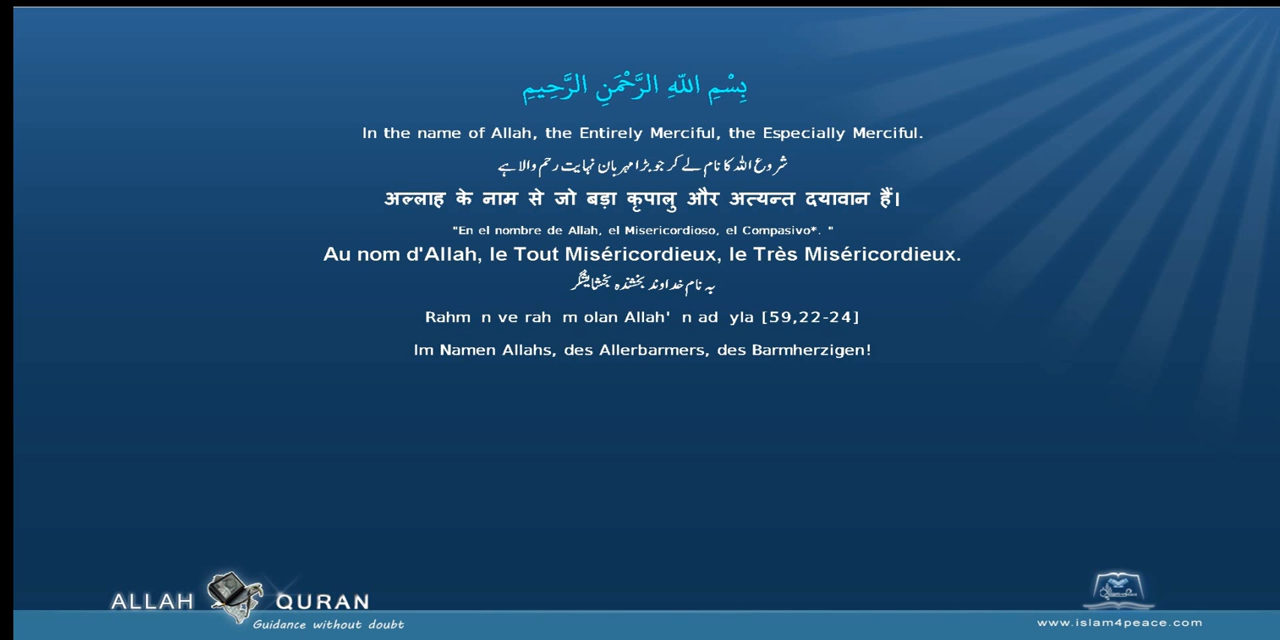 بِسْمِ اللَّهِ الرَّحْمَنِ الرَّحِيمِ
In the name of Allah, the Entirely Merciful, the Especially Merciful.
شروع اللہ کا نام لے کر جو بڑا مہربان نہایت رحم والا ہے
अल्लाह के नाम से जो बड़ा कृपालु और अत्यन्त दयावान हैं।
"En el nombre de Allah, el Misericordioso, el Compasivo*. "
Au nom d'Allah, le Tout Miséricordieux, le Très Miséricordieux.
به نام خداوند بخشنده بخشایشگر
Rahm n ve rah m olan Allah' n ad yla [59,22-24]
Im Namen Allahs, des Allerbarmers, des Barmherzigen!
ALLAH QURAN
Guidance without doubt
www.islam4peace.com